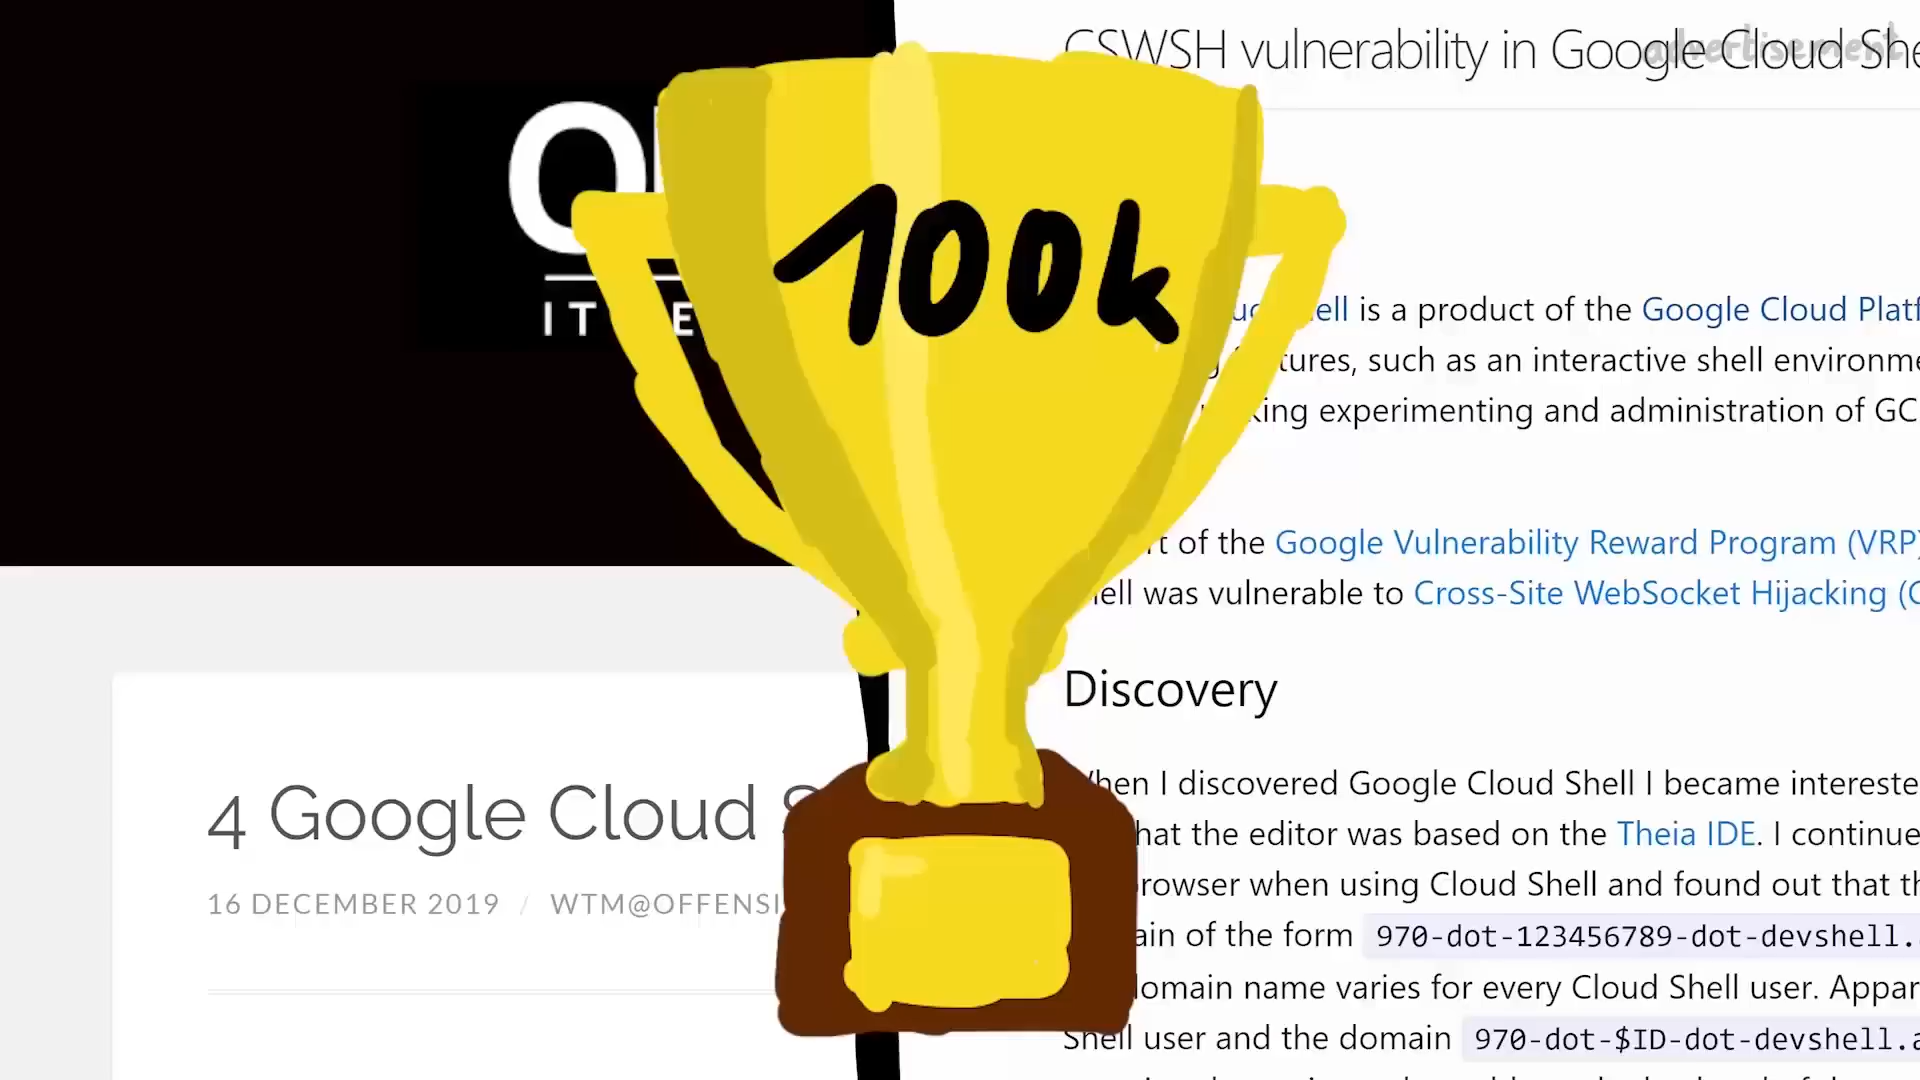 100k
IT
4 Google Cloud
16 DECEMBER 2019 / WTM@OFFENSI
advertisement
CSWSH vulnerability in Google Cloud She
ell is a product of the Google Cloud Platf
tures, such as an interactive shell environme
king experimenting and administration of GC
t of the Google Vulnerability Reward Program (VRP)
ell was vulnerable to Cross-Site WebSocket Hijacking (C
Discovery
hen I discovered Google Cloud Shell I became intereste
hat the editor was based on the Theia IDE. I continue
rowser when using Cloud Shell and found out that th
ain of the form 970-dot-123456789-dot-devshell.
omain name varies for every Cloud Shell user. Appar
Shell user and the domain 970-dot-$ID-dot-devshell.a